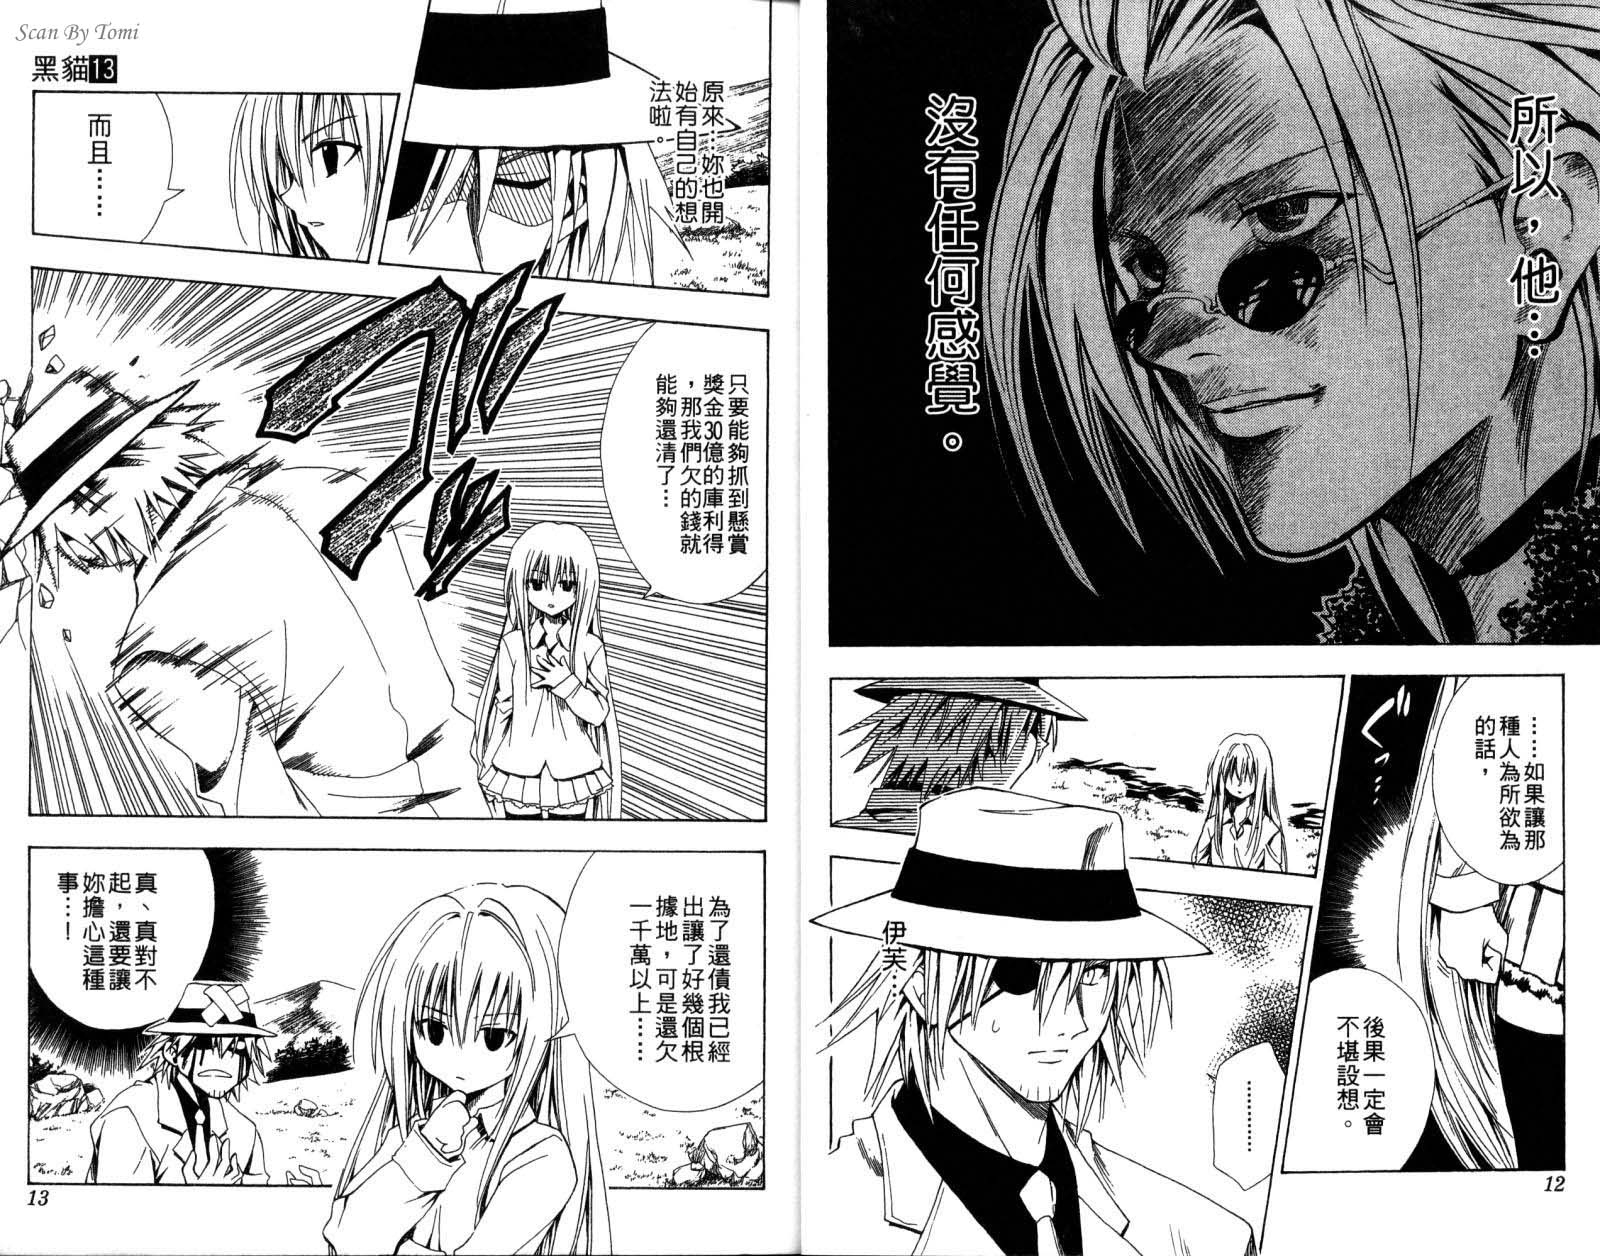 所以，他…
沒有任何感覺。
……如果讓那
種人為所欲為
的話，
後果一定會
不堪設想。
伊芙…
…………
12
Scan By Tomi
黑貓13
原來…妳也開
始有自己的想
法啦。
而且……
只要能夠抓到懸賞
獎金30億的庫利得
，那我們欠的錢就
能夠還清了…
為了還債我已經
出讓了好幾個根
據地，可是還欠
一千萬以上……
真、真對不
起，還要讓
妳擔心這種
事…！
13